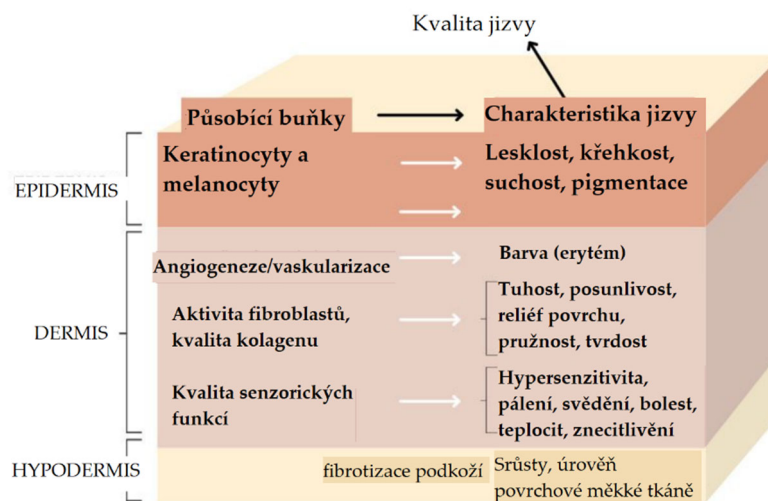 Kvalita jizvy
Působící buňky
Charakteristika jizvy
EPIDERMIS
Keratinocyty a
melanocyty
Lesklost, křehkost,
suchost, pigmentace
DERMIS
Angiogeneze/vaskularizace
Barva (erytém)
Aktivita fibroblastů,
kvalita kolagenu
Tuhost, posunlivost,
reliéf povrchu,
pružnost, tvrdost
Kvalita senzorických
funkcí
Hypersenzitivita,
pálení, svědění, bolest,
teplocit, znecitlivění
HYPODERMIS
fibrotizace podkoží
Srůsty, úrověň
povrchové měkké tkáně